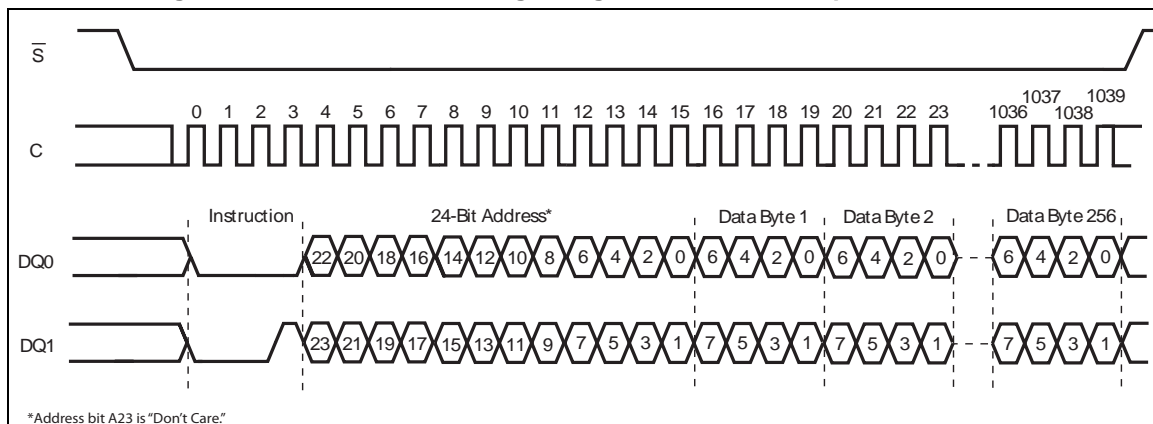 S
0 1 2 3 4 5 6 7 8 9 10 11 12 13 14 15 16 17 18 19 20 21 22 23 1036 1037 1038 1039
C
Instruction 24-Bit Address* Data Byte 1 Data Byte 2 Data Byte 256
DQ0 22 20 18 16 14 12 10 8 6 4 2 0 6 4 2 0 6 4 2 0 6 4 2 0
DQ1 23 21 19 17 15 13 11 9 7 5 3 1 7 5 3 1 7 5 3 1 7 5 3 1
*Address bit A23 is "Don't Care."